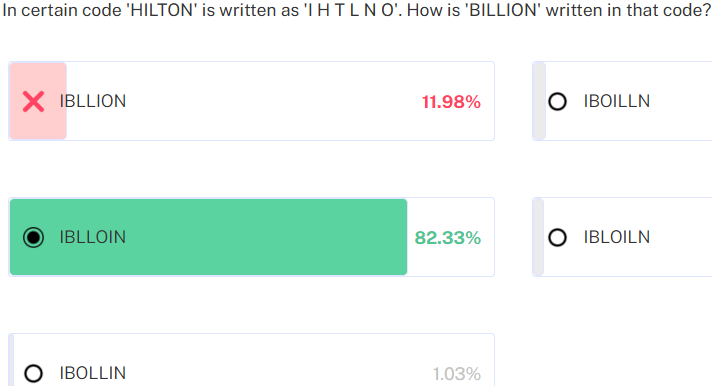 In certain code 'HILTON' is written as 'I H T L N O'. How is 'BILLION' written in that code?
IBLLION 11.98% IBOILLN
IBLLOIN 82.33% IBLOILN
IBOLLIN 1.03%